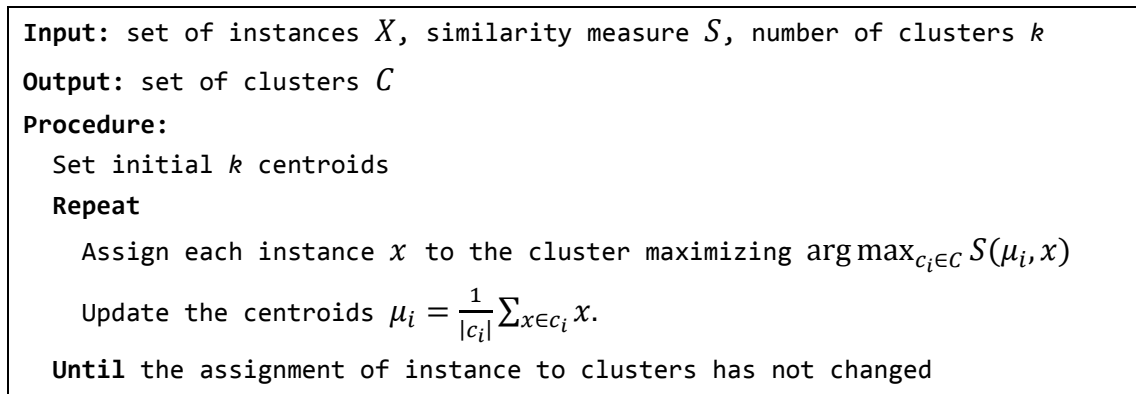 Input: set of instances X, similarity measure S, number of clusters k
Output: set of clusters C
Procedure:
Set initial k centroids
Repeat
Assign each instance x to the cluster maximizing arg max_{c_i∈C} S(μ_i, x)
Update the centroids μ_i = \frac{1}{|c_i|} ∑_{x∈c_i} x.
Until the assignment of instance to clusters has not changed